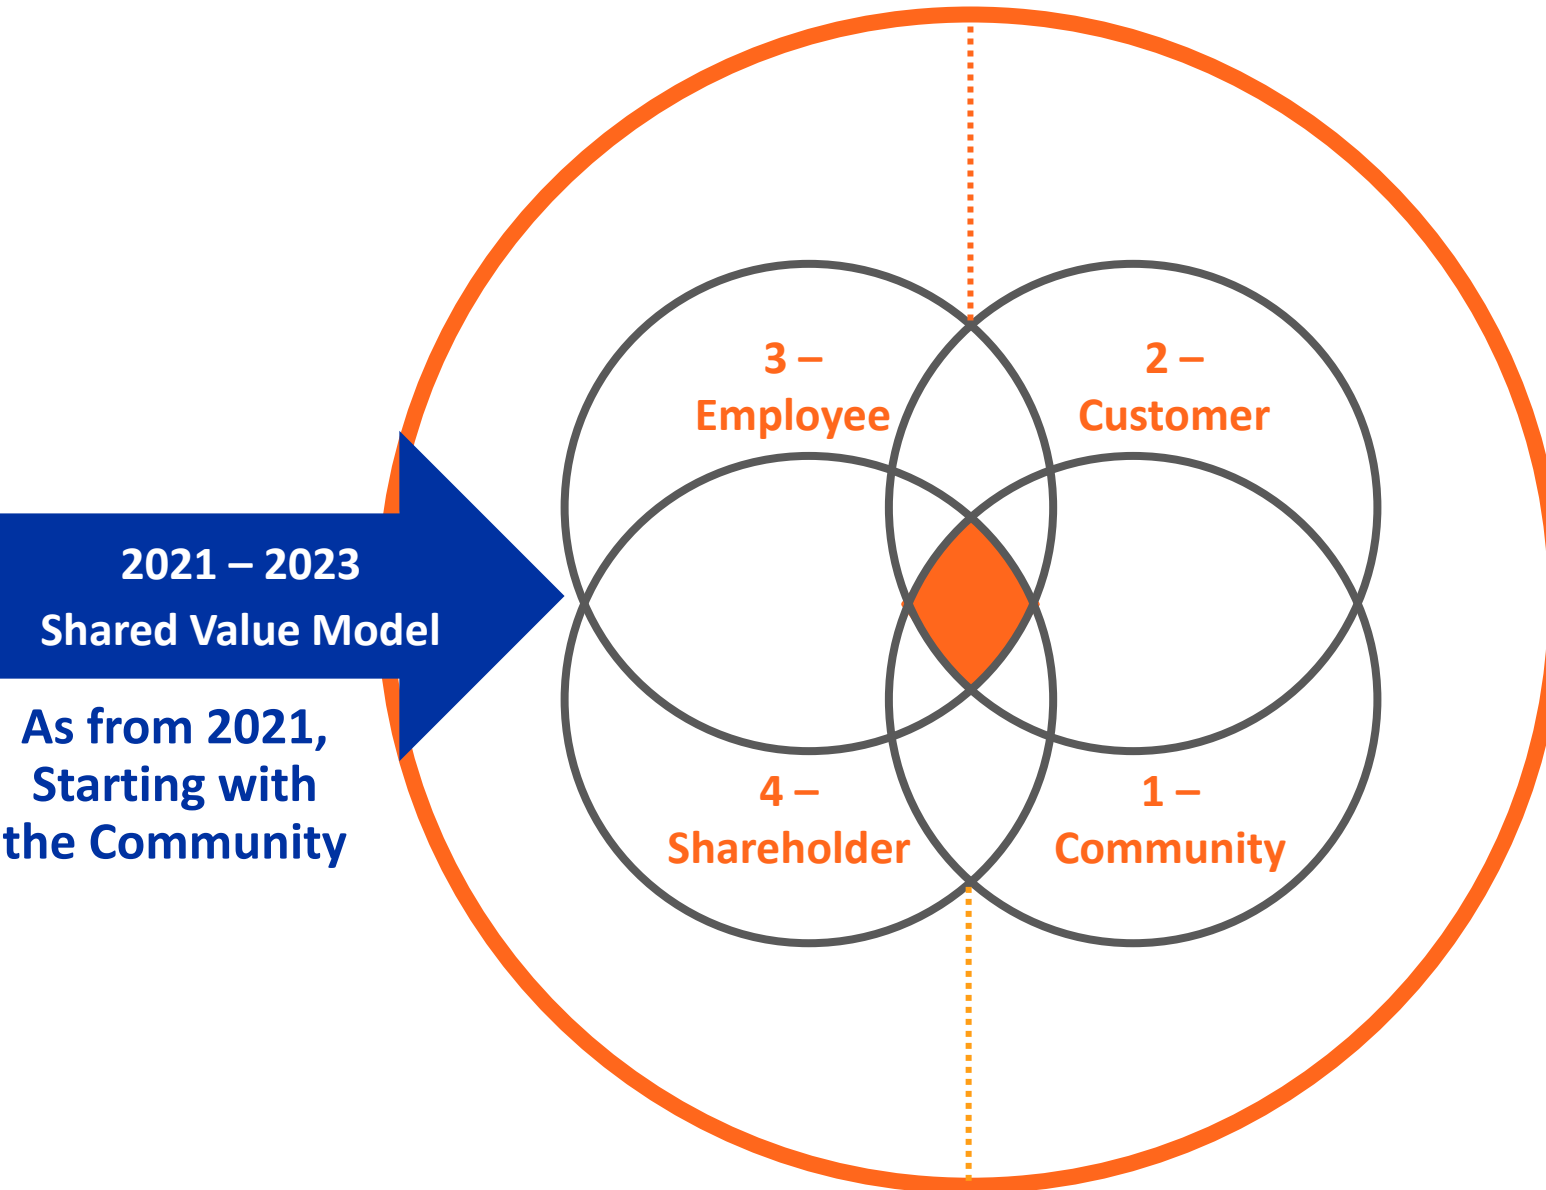 3 –
Employee
2 –
Customer
2021 – 2023
Shared Value Model
As from 2021,
Starting with
the Community
4 –
Shareholder
1 –
Community